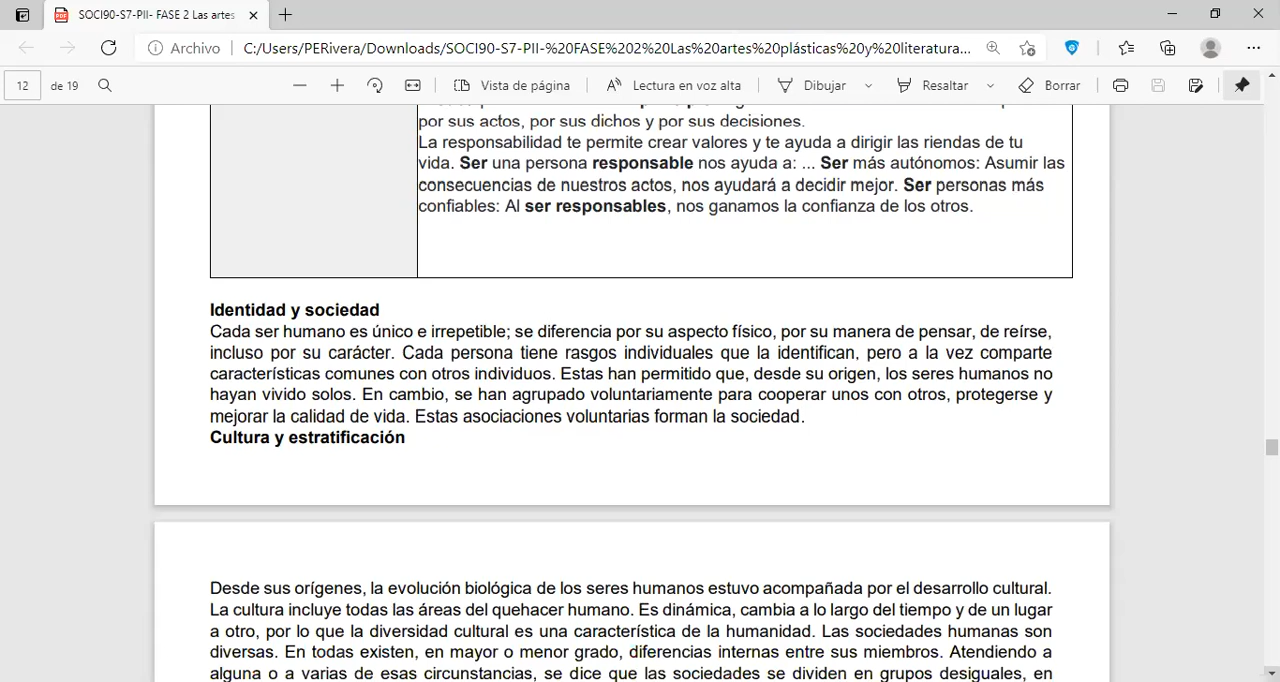 SOCI90-S7-PII- FASE 2 Las artes
Archivo C:/Users/PERivera/Downloads/SOCI90-S7-PII-%20FASE%202%20Las%20artes%20plásticas%20y%20literatura...
12 de 19 Vista de página Lectura en voz alta Dibujar Resaltar Borrar
por sus actos, por sus dichos y por sus decisiones.
La responsabilidad te permite crear valores y te ayuda a dirigir las riendas de tu
vida. Ser una persona responsable nos ayuda a: ... Ser más autónomos: Asumir las
consecuencias de nuestros actos, nos ayudará a decidir mejor. Ser personas más
confiables: Al ser responsables, nos ganamos la confianza de los otros.
Identidad y sociedad
Cada ser humano es único e irrepetible; se diferencia por su aspecto físico, por su manera de pensar, de reírse,
incluso por su carácter. Cada persona tiene rasgos individuales que la identifican, pero a la vez comparte
características comunes con otros individuos. Estas han permitido que, desde su origen, los seres humanos no
hayan vivido solos. En cambio, se han agrupado voluntariamente para cooperar unos con otros, protegerse y
mejorar la calidad de vida. Estas asociaciones voluntarias forman la sociedad.
Cultura y estratificación
Desde sus orígenes, la evolución biológica de los seres humanos estuvo acompañada por el desarrollo cultural.
La cultura incluye todas las áreas del quehacer humano. Es dinámica, cambia a lo largo del tiempo y de un lugar
a otro, por lo que la diversidad cultural es una característica de la humanidad. Las sociedades humanas son
diversas. En todas existen, en mayor o menor grado, diferencias internas entre sus miembros. Atendiendo a
alguna o a varias de esas circunstancias, se dice que las sociedades se dividen en grupos desiguales, en